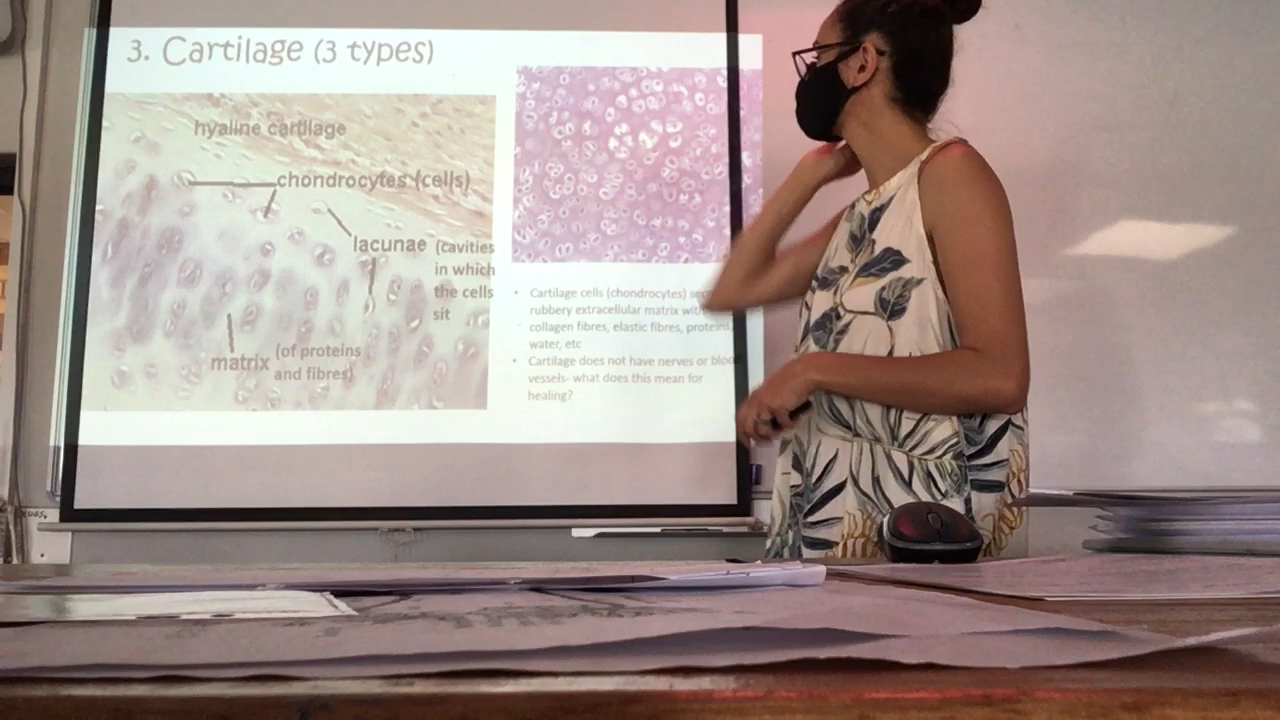 3. Cartilage (3 types)
hyaline cartilage
chondrocytes (cells)
lacunae (cavities
in which
the cells
sit
matrix (of proteins
and fibres)
• Cartilage cells (chondrocytes)
rubbery extracellular matrix with
collagen fibres, elastic fibres, proteins,
water, etc
• Cartilage does not have nerves or blood
vessels- what does this mean for
healing?